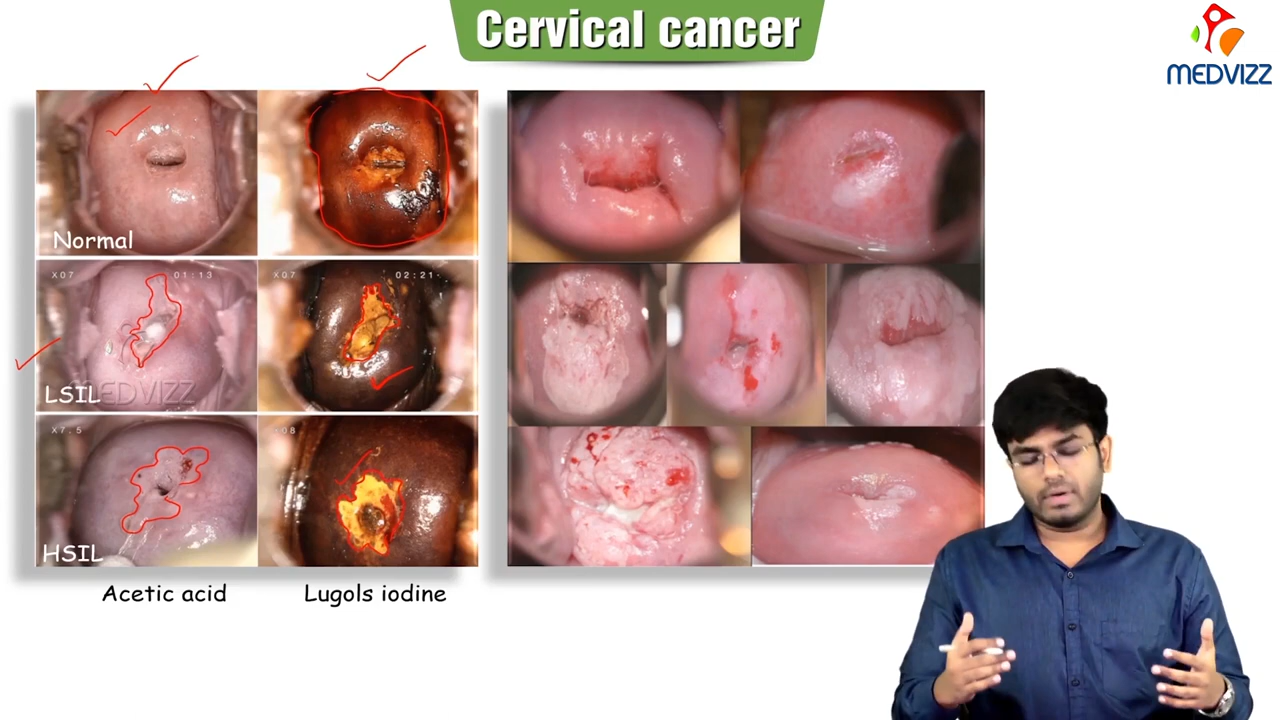 Cervical cancer
MEDVIZZ
Normal
X07 01:13
X07 02:21
LSIL
MEDVIZZ
X7.5
X08
HSIL
Acetic acid
Lugols iodine